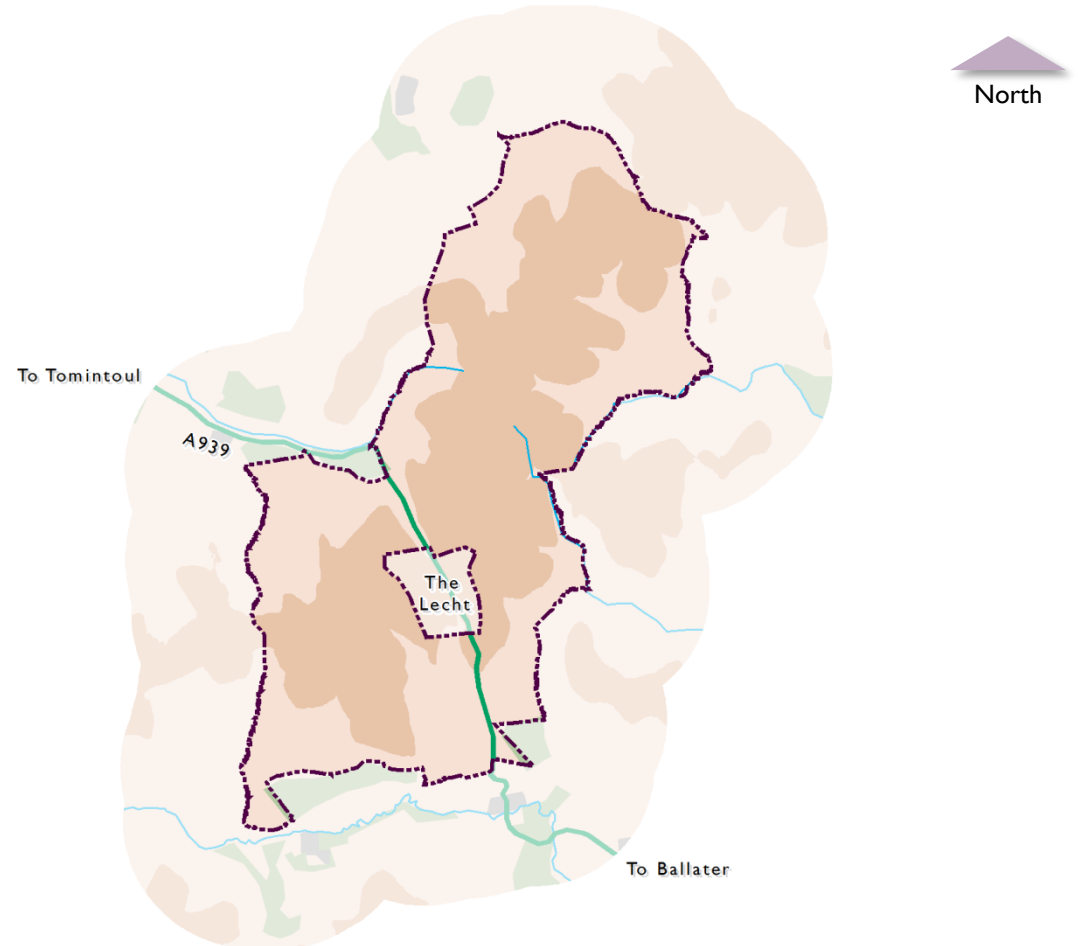 North
To Tomintoul
A939
The
Lecht
To Ballater